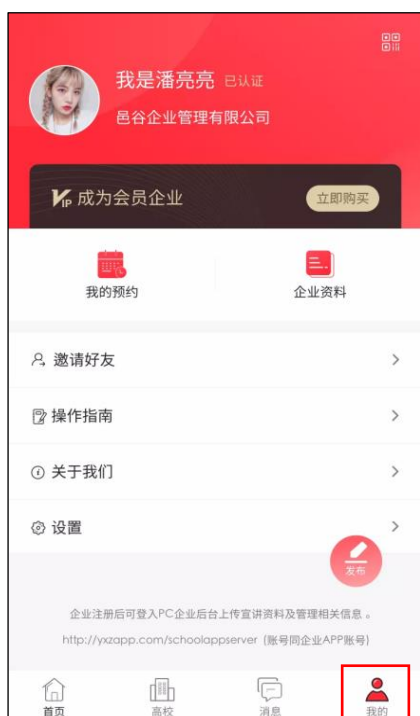 我是潘亮亮 已认证
邑谷企业管理有限公司
VIP 成为会员企业 立即购买
我的预约 企业资料
邀请好友
操作指南
关于我们
设置
发布
企业注册后可登入PC企业后台上传宣讲资料及管理相关信息。
http://yxzapp.com/schoolappserver (账号同企业APP账号)
首页 高校 消息 我的